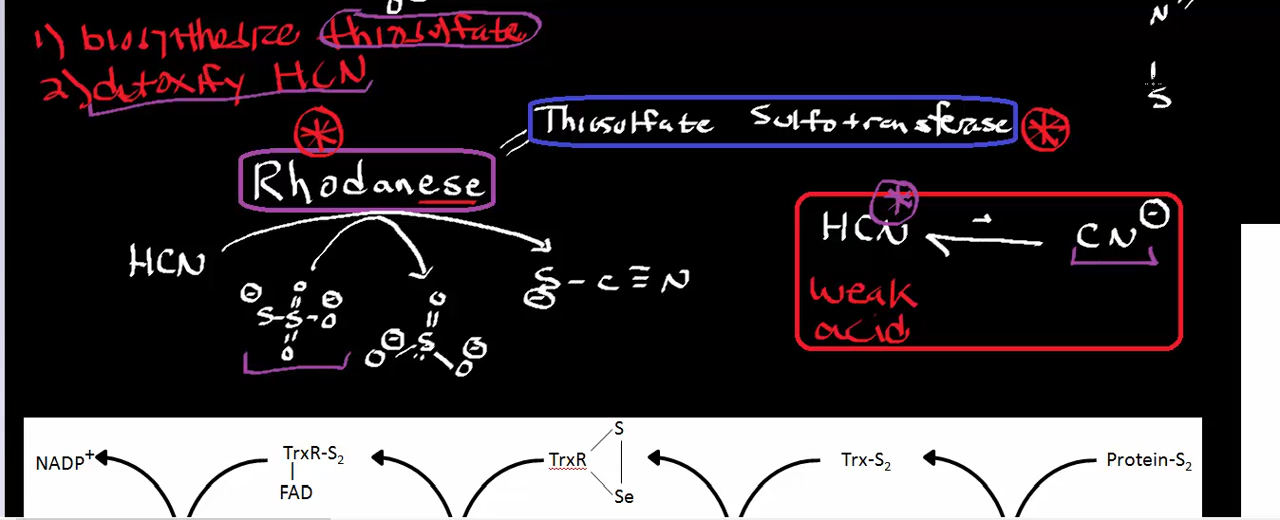 1) biosynthesize thiosulfate
2) detoxify HCN
N
S
Thiosulfate Sulfotransferase
Rhodanese
HCN
S-C≡N
⊖
⊖ O ⊖
S-S-O
O
O
⊖ S ⊖
O O
HCN ⇌ CN⊖
weak
acid
NADP+
TrxR-S2
FAD
TrxR
S
Se
Trx-S2
Protein-S2